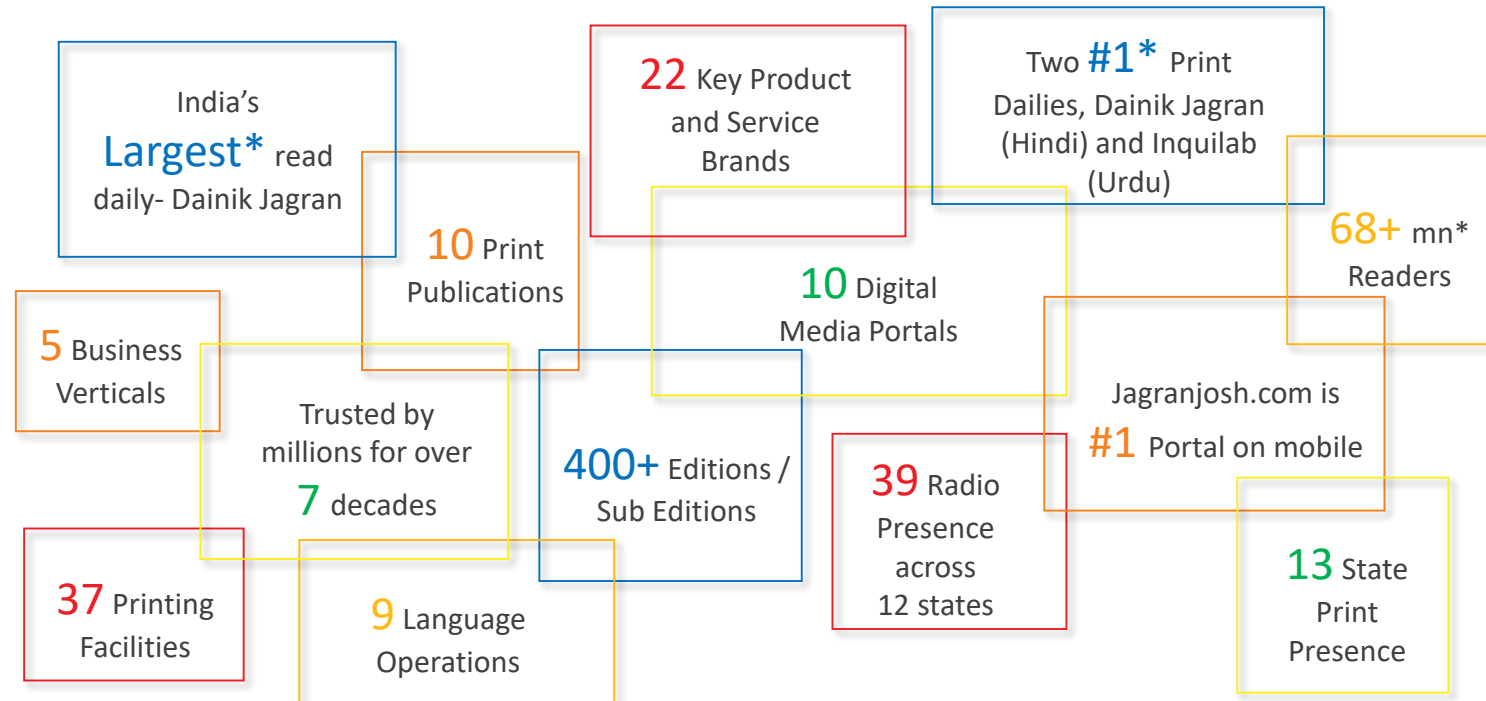 India's
Largest* read
daily- Dainik Jagran
22 Key Product
and Service
Brands
Two #1* Print
Dailies, Dainik Jagran
(Hindi) and Inquilab
(Urdu)
10 Print
Publications
10 Digital
Media Portals
68+ mn*
Readers
5 Business
Verticals
Trusted by
millions for over
7 decades
400+ Editions /
Sub Editions
39 Radio
Presence
across
12 states
Jagranjosh.com is
#1 Portal on mobile
37 Printing
Facilities
9 Language
Operations
13 State
Print
Presence